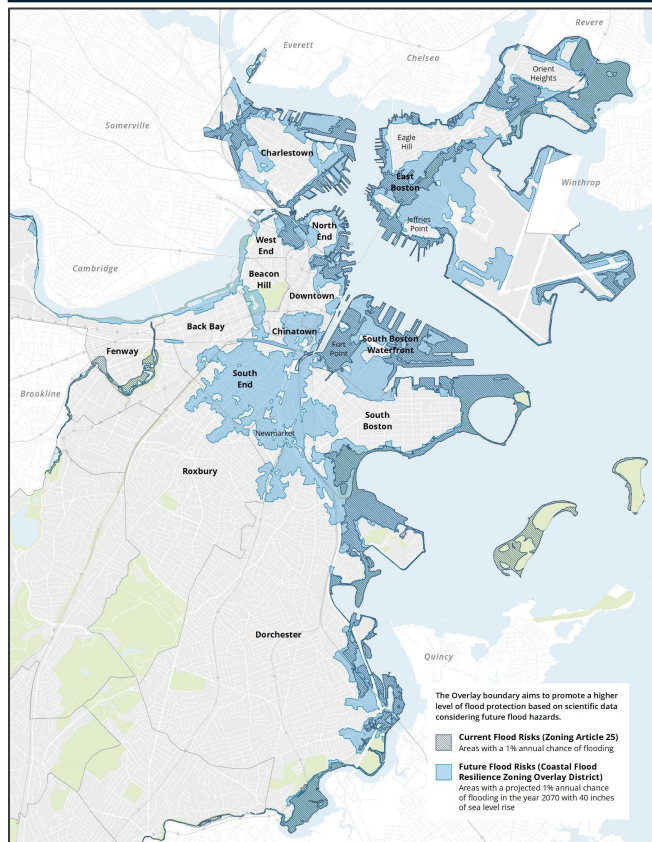 Revere
Everett
Chelsea
Orient
Heights
Somerville
Eagle
Hill
Charlestown
East
Boston
Winthrop
Jeffries
Point
West
End
North
End
Cambridge
Beacon
Hill
Downtown
Back Bay
Chinatown
Fort
Point
South Boston
Waterfront
Fenway
South
End
Brookline
South
Boston
Newmarket
Roxbury
Dorchester
Quincy
The Overlay boundary aims to promote a higher
level of flood protection based on scientific data
considering future flood hazards.
Current Flood Risks (Zoning Article 25)
Areas with a 1% annual chance of flooding
Future Flood Risks (Coastal Flood
Resilience Zoning Overlay District)
Areas with a projected 1% annual chance
of flooding in the year 2070 with 40 inches
of sea level rise